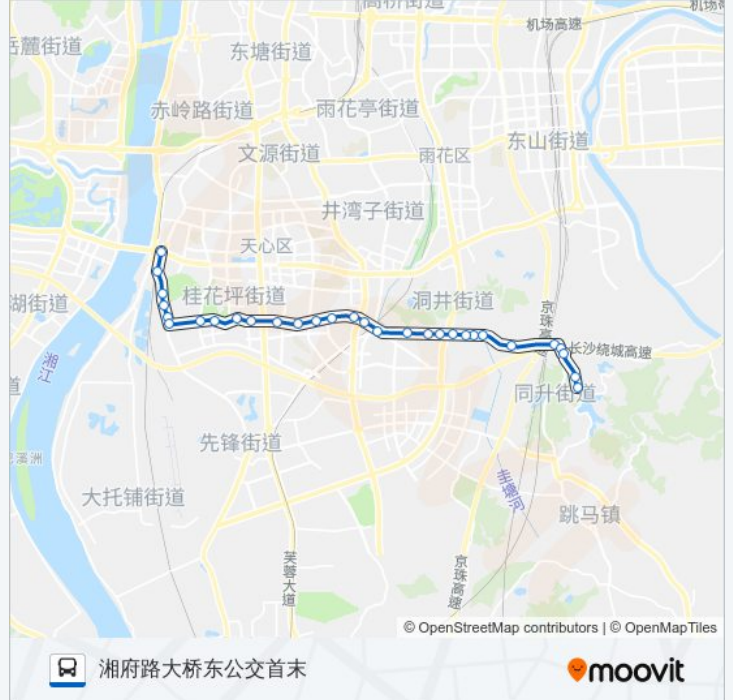 高桥街道
机场高速
岳麓街道
东塘街道
赤岭路街道
雨花亭街道
东山街道
文源街道
雨花区
井湾子街道
天心区
桂花坪街道
洞井街道
湖街道
京珠高
长沙绕城高速
湘江
道
同升街道
先锋街道
溪洲
大托铺街道
圭塘河
跳马镇
芙蓉大道
京珠高速
© OpenStreetMap contributors | © OpenMapTiles
湘府路大桥东公交首末
moovit